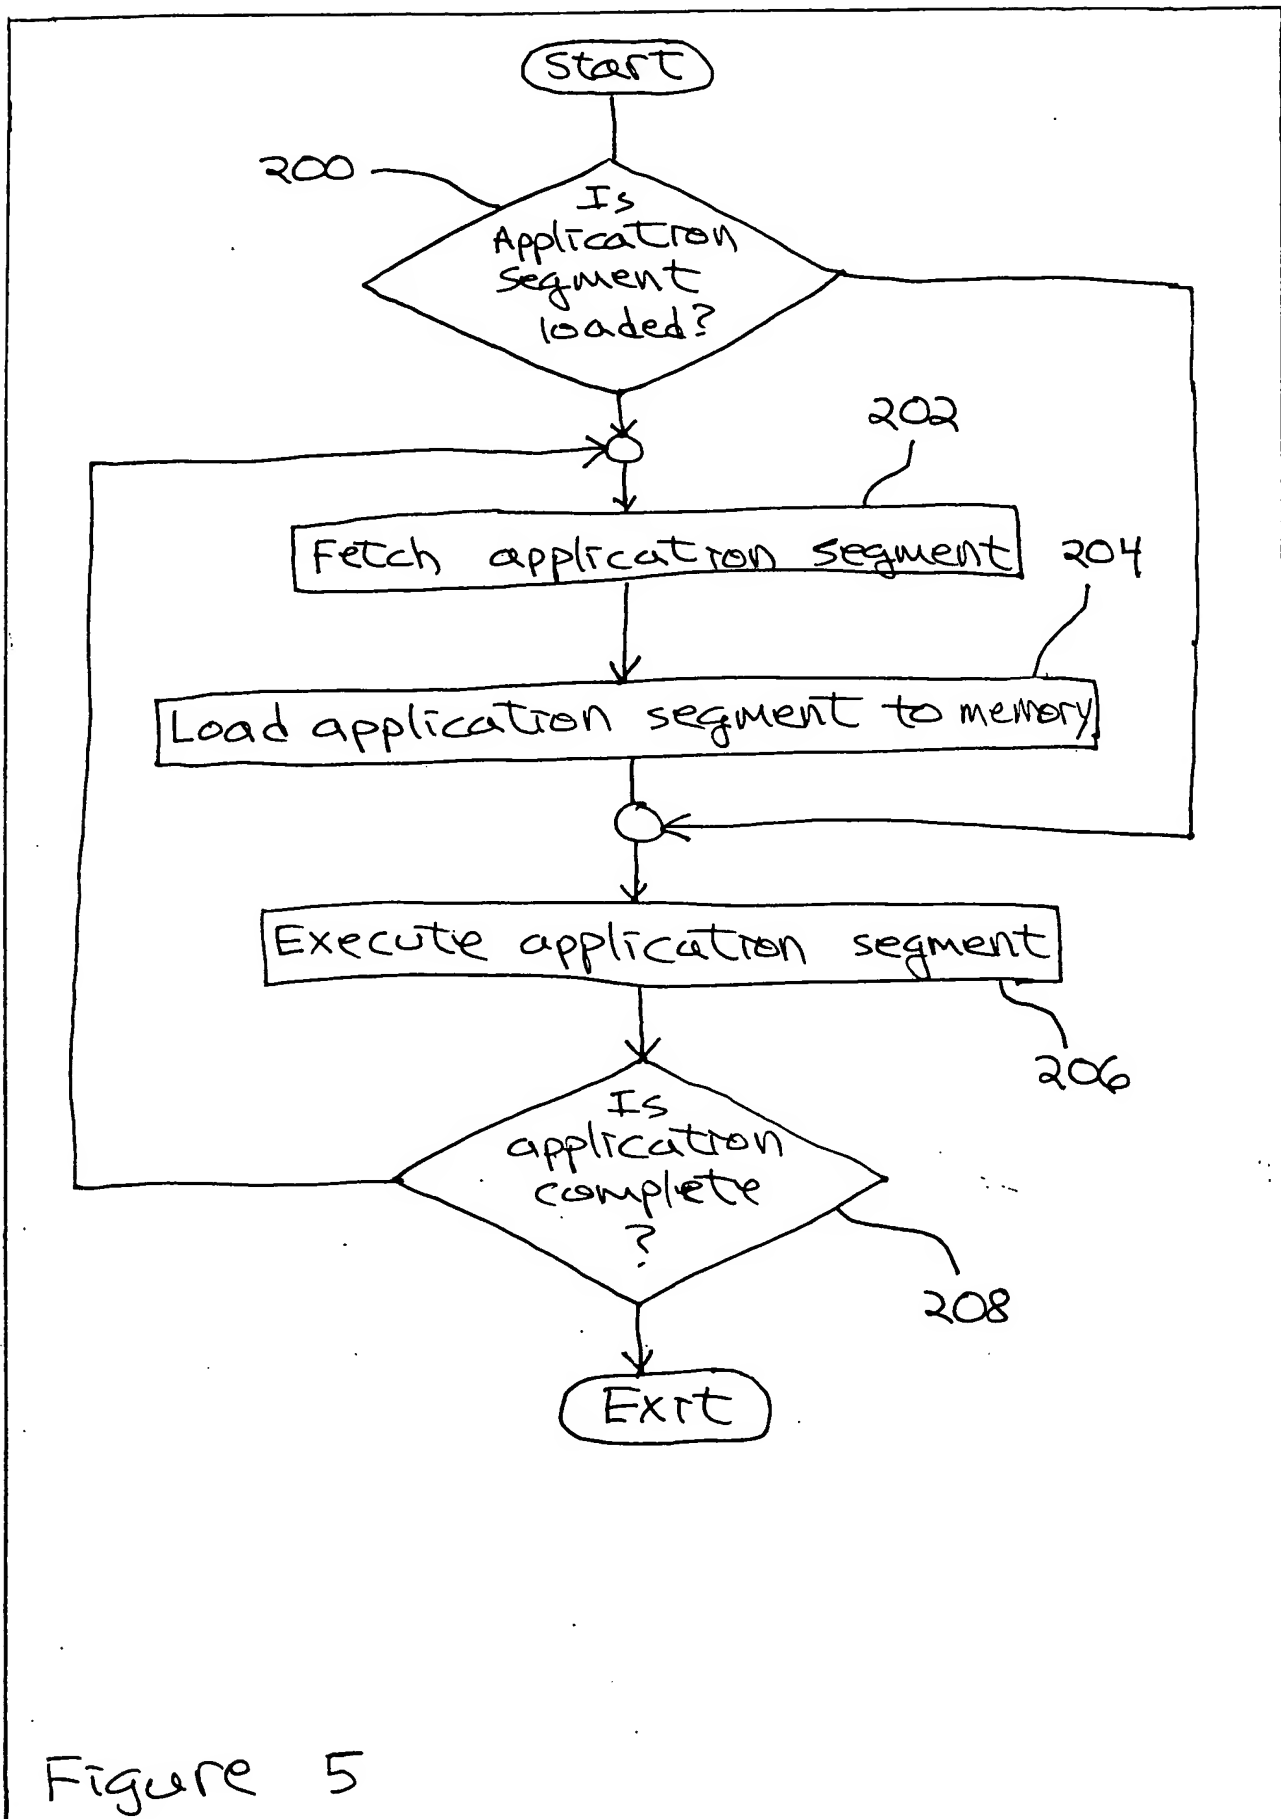 Start
200
Is
Application
segment
loaded?
202
Fetch application segment
204
Load application segment to memory
Execute application segment
206
Is
application
complete
?
208
Exit
Figure 5